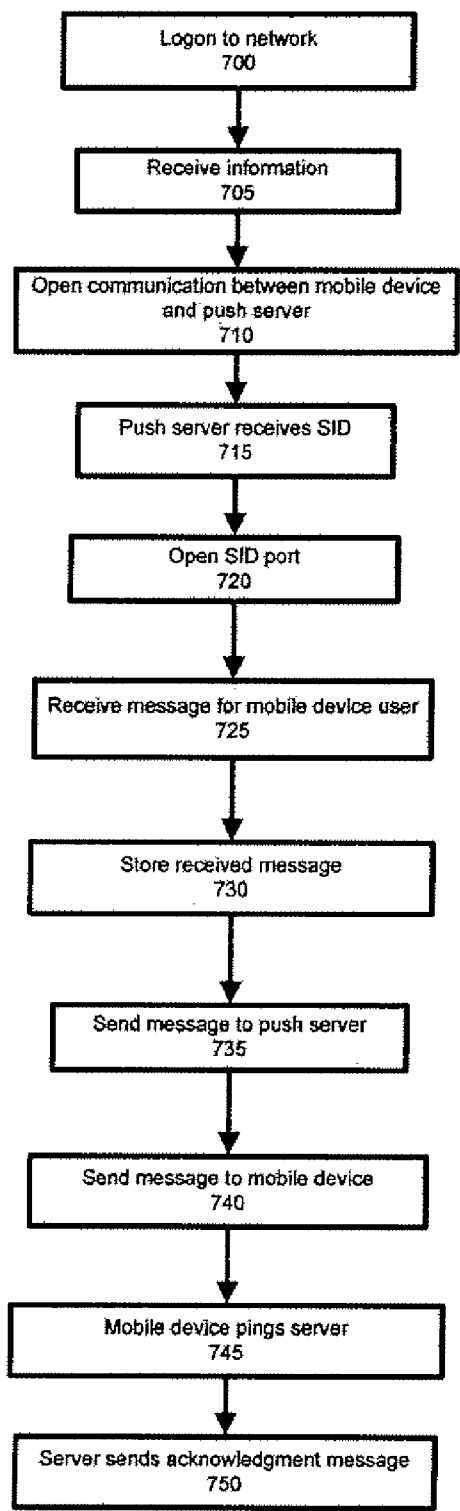 Logon to network
700
Receive information
705
Open communication between mobile device
and push server
710
Push server receives SID
715
Open SID port
720
Receive message for mobile device user
725
Store received message
730
Send message to push server
735
Send message to mobile device
740
Mobile device pings server
745
Server sends acknowledgment message
750